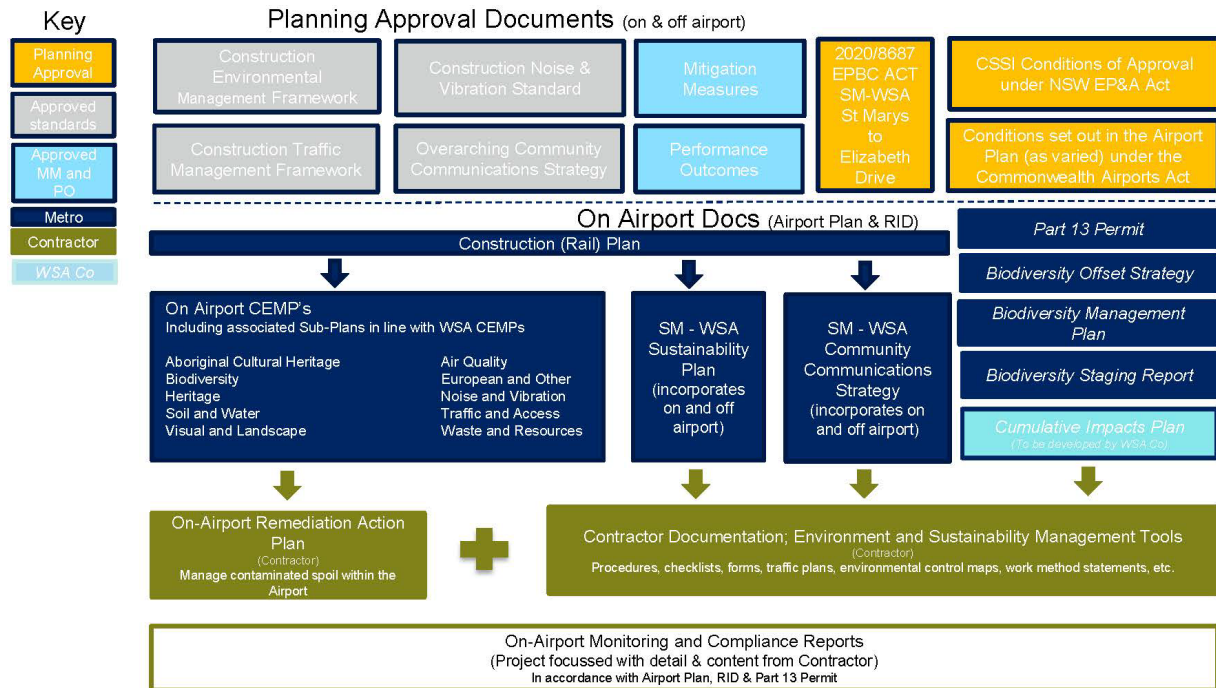 Key
Planning
Approval
Approved
standards
Approved
MM and
PO
Metro
Contractor
WSA Co
Planning Approval Documents (on & off airport)
Construction
Environmental
Management Framework
Construction Noise &
Vibration Standard
Mitigation
Measures
2020/8687
EPBC ACT
SM-WSA
St Marys
to
Elizabeth
Drive
CSSI Conditions of Approval
under NSW EP&A Act
Construction Traffic
Management Framework
Overarching Community
Communications Strategy
Performance
Outcomes
Conditions set out in the Airport
Plan (as varied) under the
Commonwealth Airports Act
On Airport Docs (Airport Plan & RID)
Construction (Rail) Plan
Part 13 Permit
Biodiversity Offset Strategy
Biodiversity Management
Plan
Biodiversity Staging Report
Cumulative Impacts Plan
(To be developed by WSA Co)
On Airport CEMP's
Including associated Sub-Plans in line with WSA CEMPs
Aboriginal Cultural Heritage
Biodiversity
Heritage
Soil and Water
Visual and Landscape
Air Quality
European and Other
Noise and Vibration
Traffic and Access
Waste and Resources
SM - WSA
Sustainability
Plan
(incorporates
on and off
airport)
SM - WSA
Community
Communications
Strategy
(incorporates on
and off airport)
On-Airport Remediation Action
Plan
(Contractor)
Manage contaminated spoil within the
Airport
Contractor Documentation; Environment and Sustainability Management Tools
(Contractor)
Procedures, checklists, forms, traffic plans, environmental control maps, work method statements, etc.
On-Airport Monitoring and Compliance Reports
(Project focussed with detail & content from Contractor)
In accordance with Airport Plan, RID & Part 13 Permit